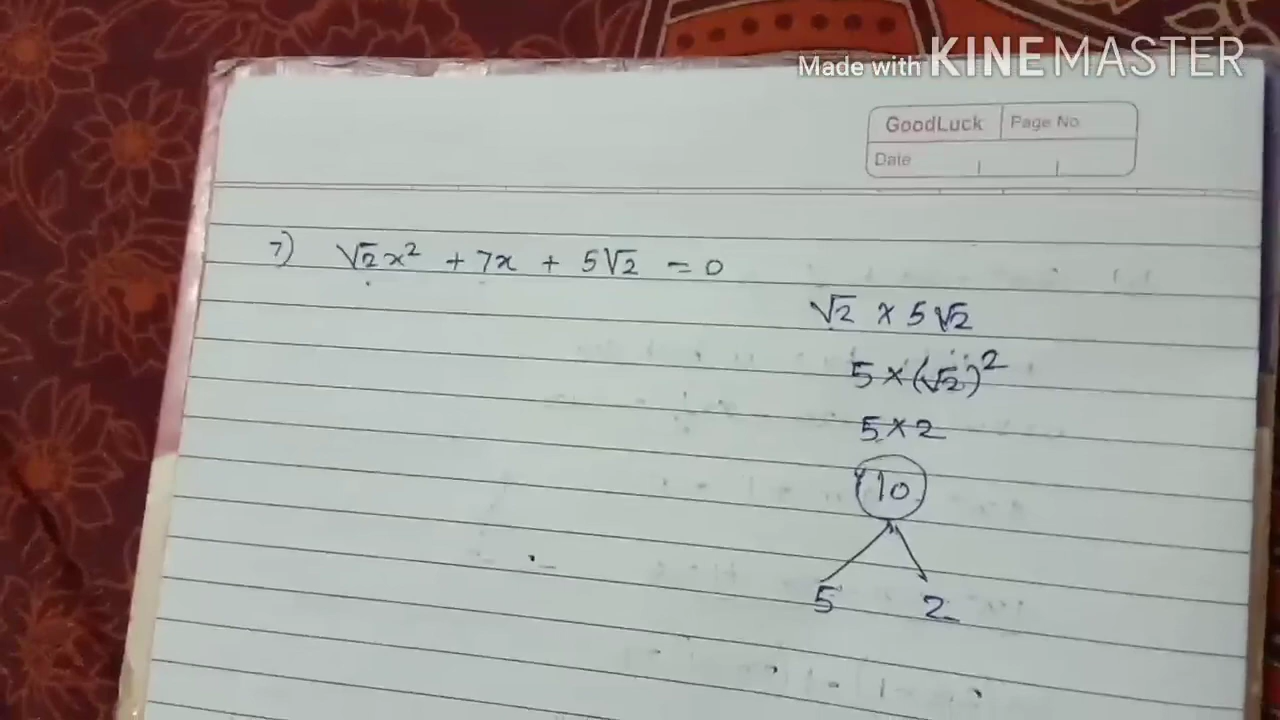 Made with KINEMASTER
GoodLuck Page No
Date
7) √2x² + 7x + 5√2 = 0
√2 × 5√2
5×(√2)²
5×2
10
5 2